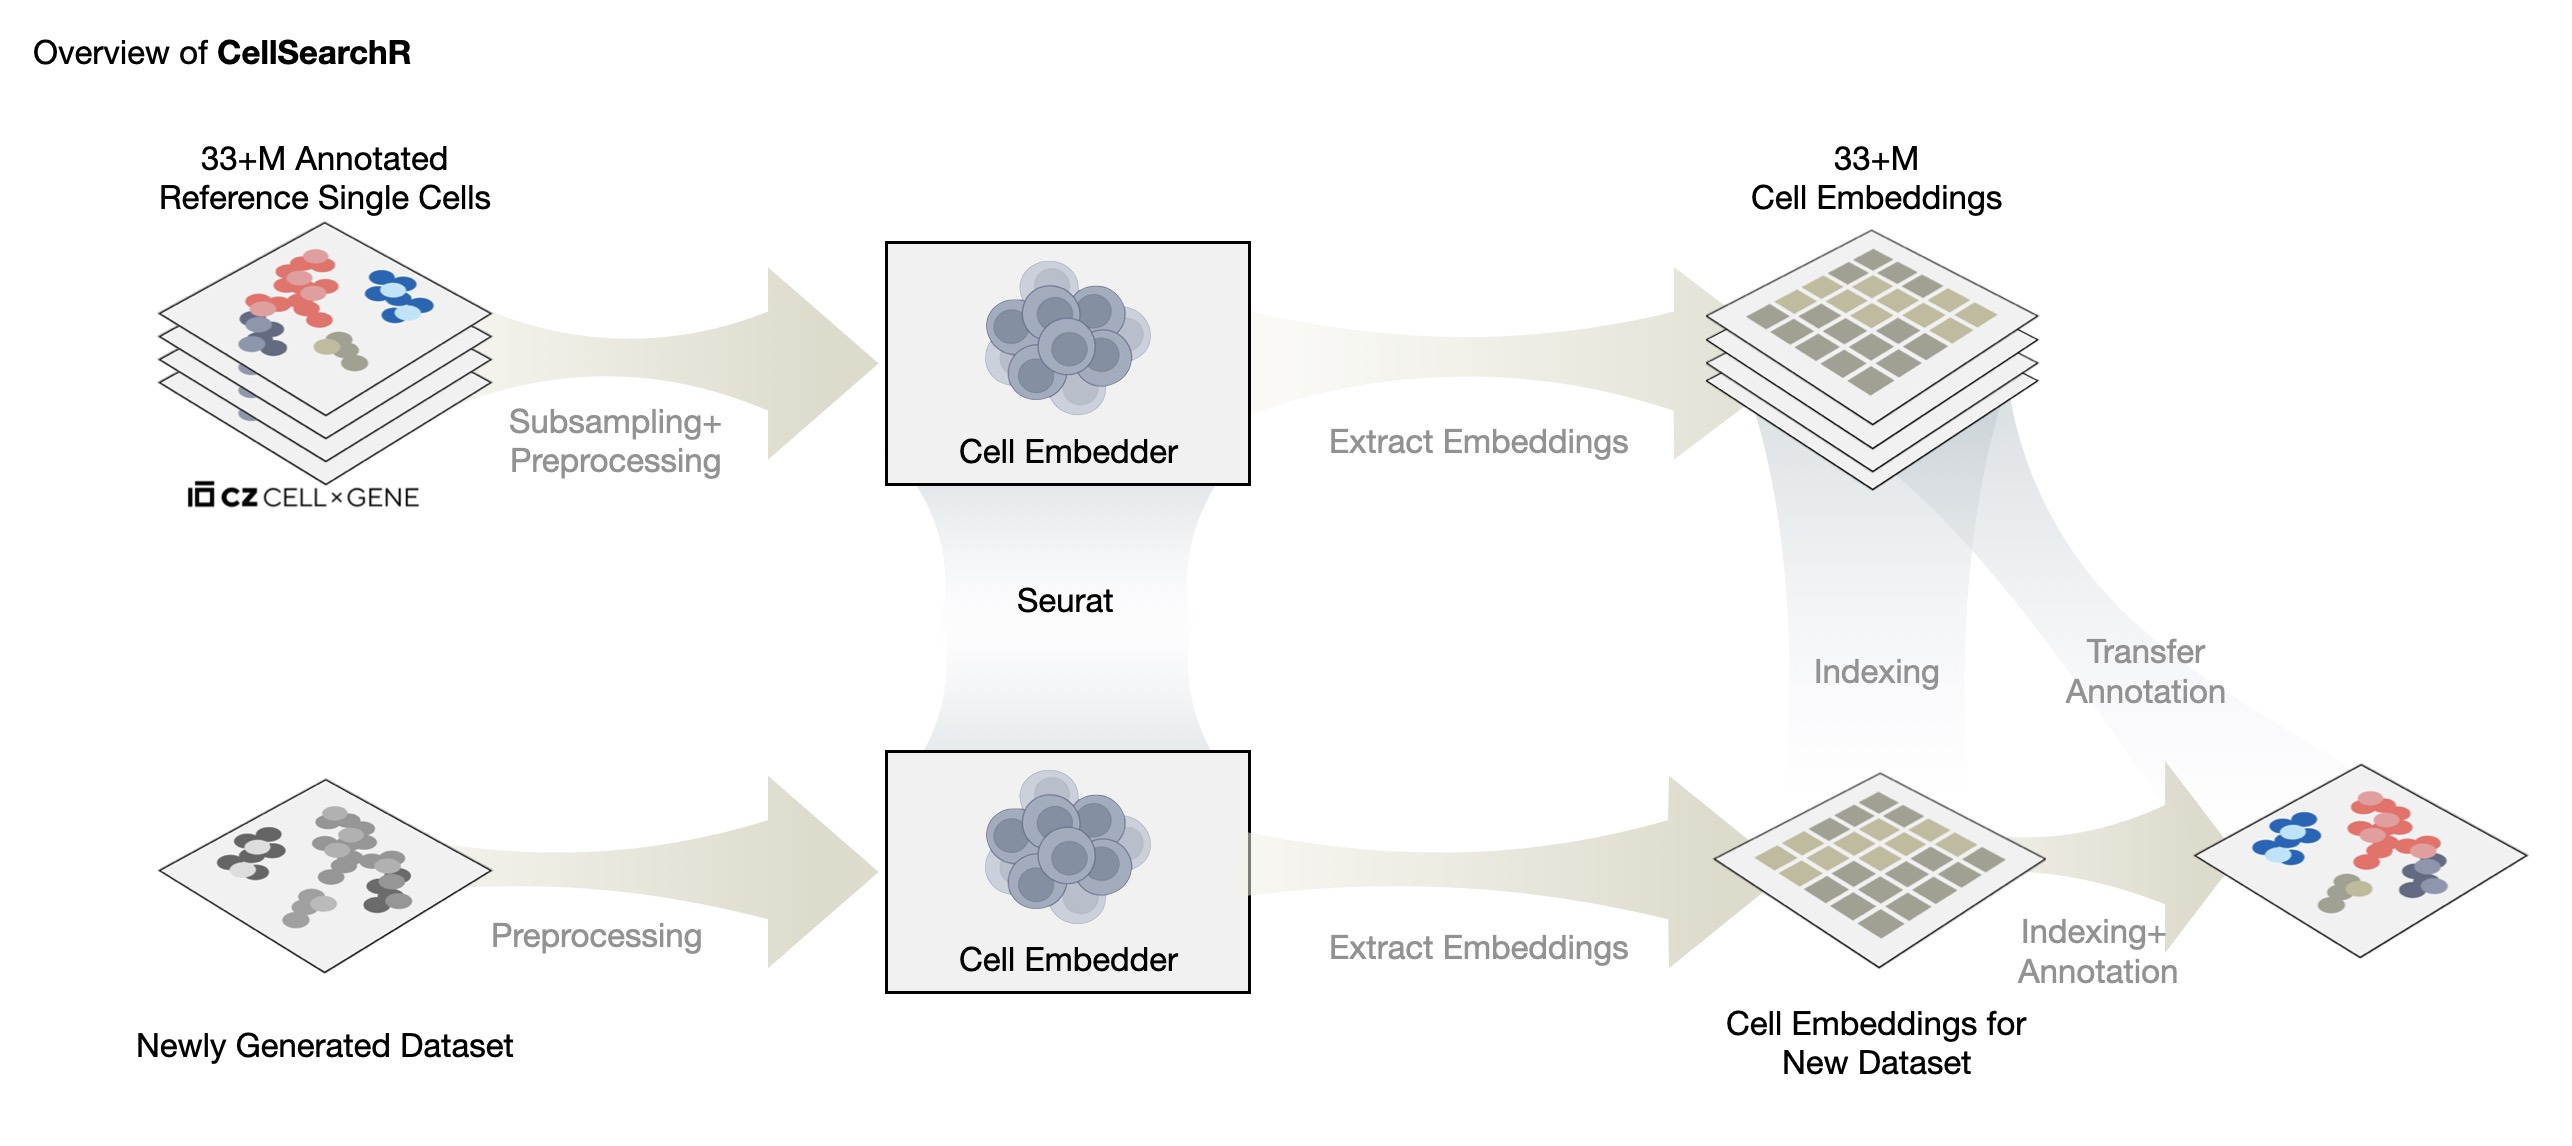 Overview of CellSearchR
33+M Annotated
Reference Single Cells
CZ CELL×GENE
Subsampling+
Preprocessing
Cell Embedder
Extract Embeddings
33+M
Cell Embeddings
Seurat
Indexing
Transfer
Annotation
Newly Generated Dataset
Preprocessing
Cell Embedder
Extract Embeddings
Cell Embeddings for
New Dataset
Indexing+
Annotation